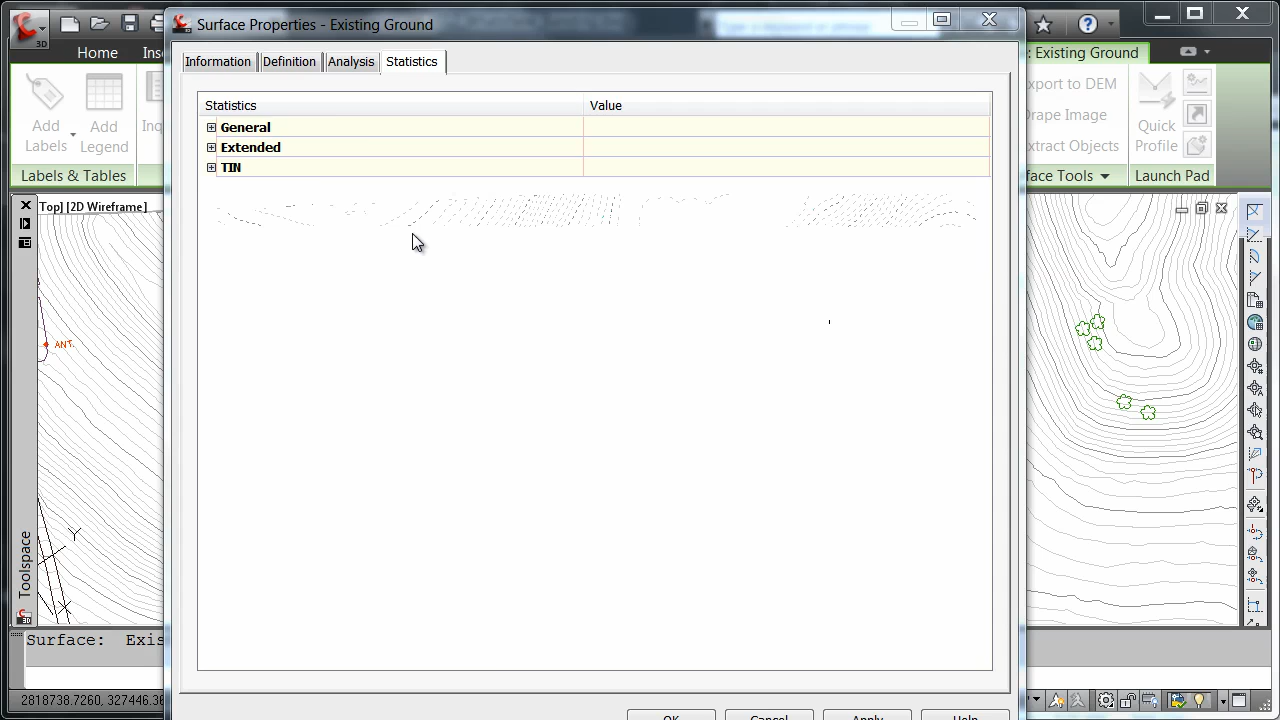 Surface Properties - Existing Ground
3D
Home
: Existing Ground
Add
Labels
Add
Legend
Labels & Tables
xport to DEM
rape Image
xtract Objects
face Tools
Quick
Profile
Launch Pad
Information
Definition
Analysis
Statistics
Statistics
Value
General
Extended
TIN
Top] [2D Wireframe]
ANT.
Y
X
Toolspace
Surface: Exis
2818738.7260, 327446.36
OK
Cancel
Apply
Help